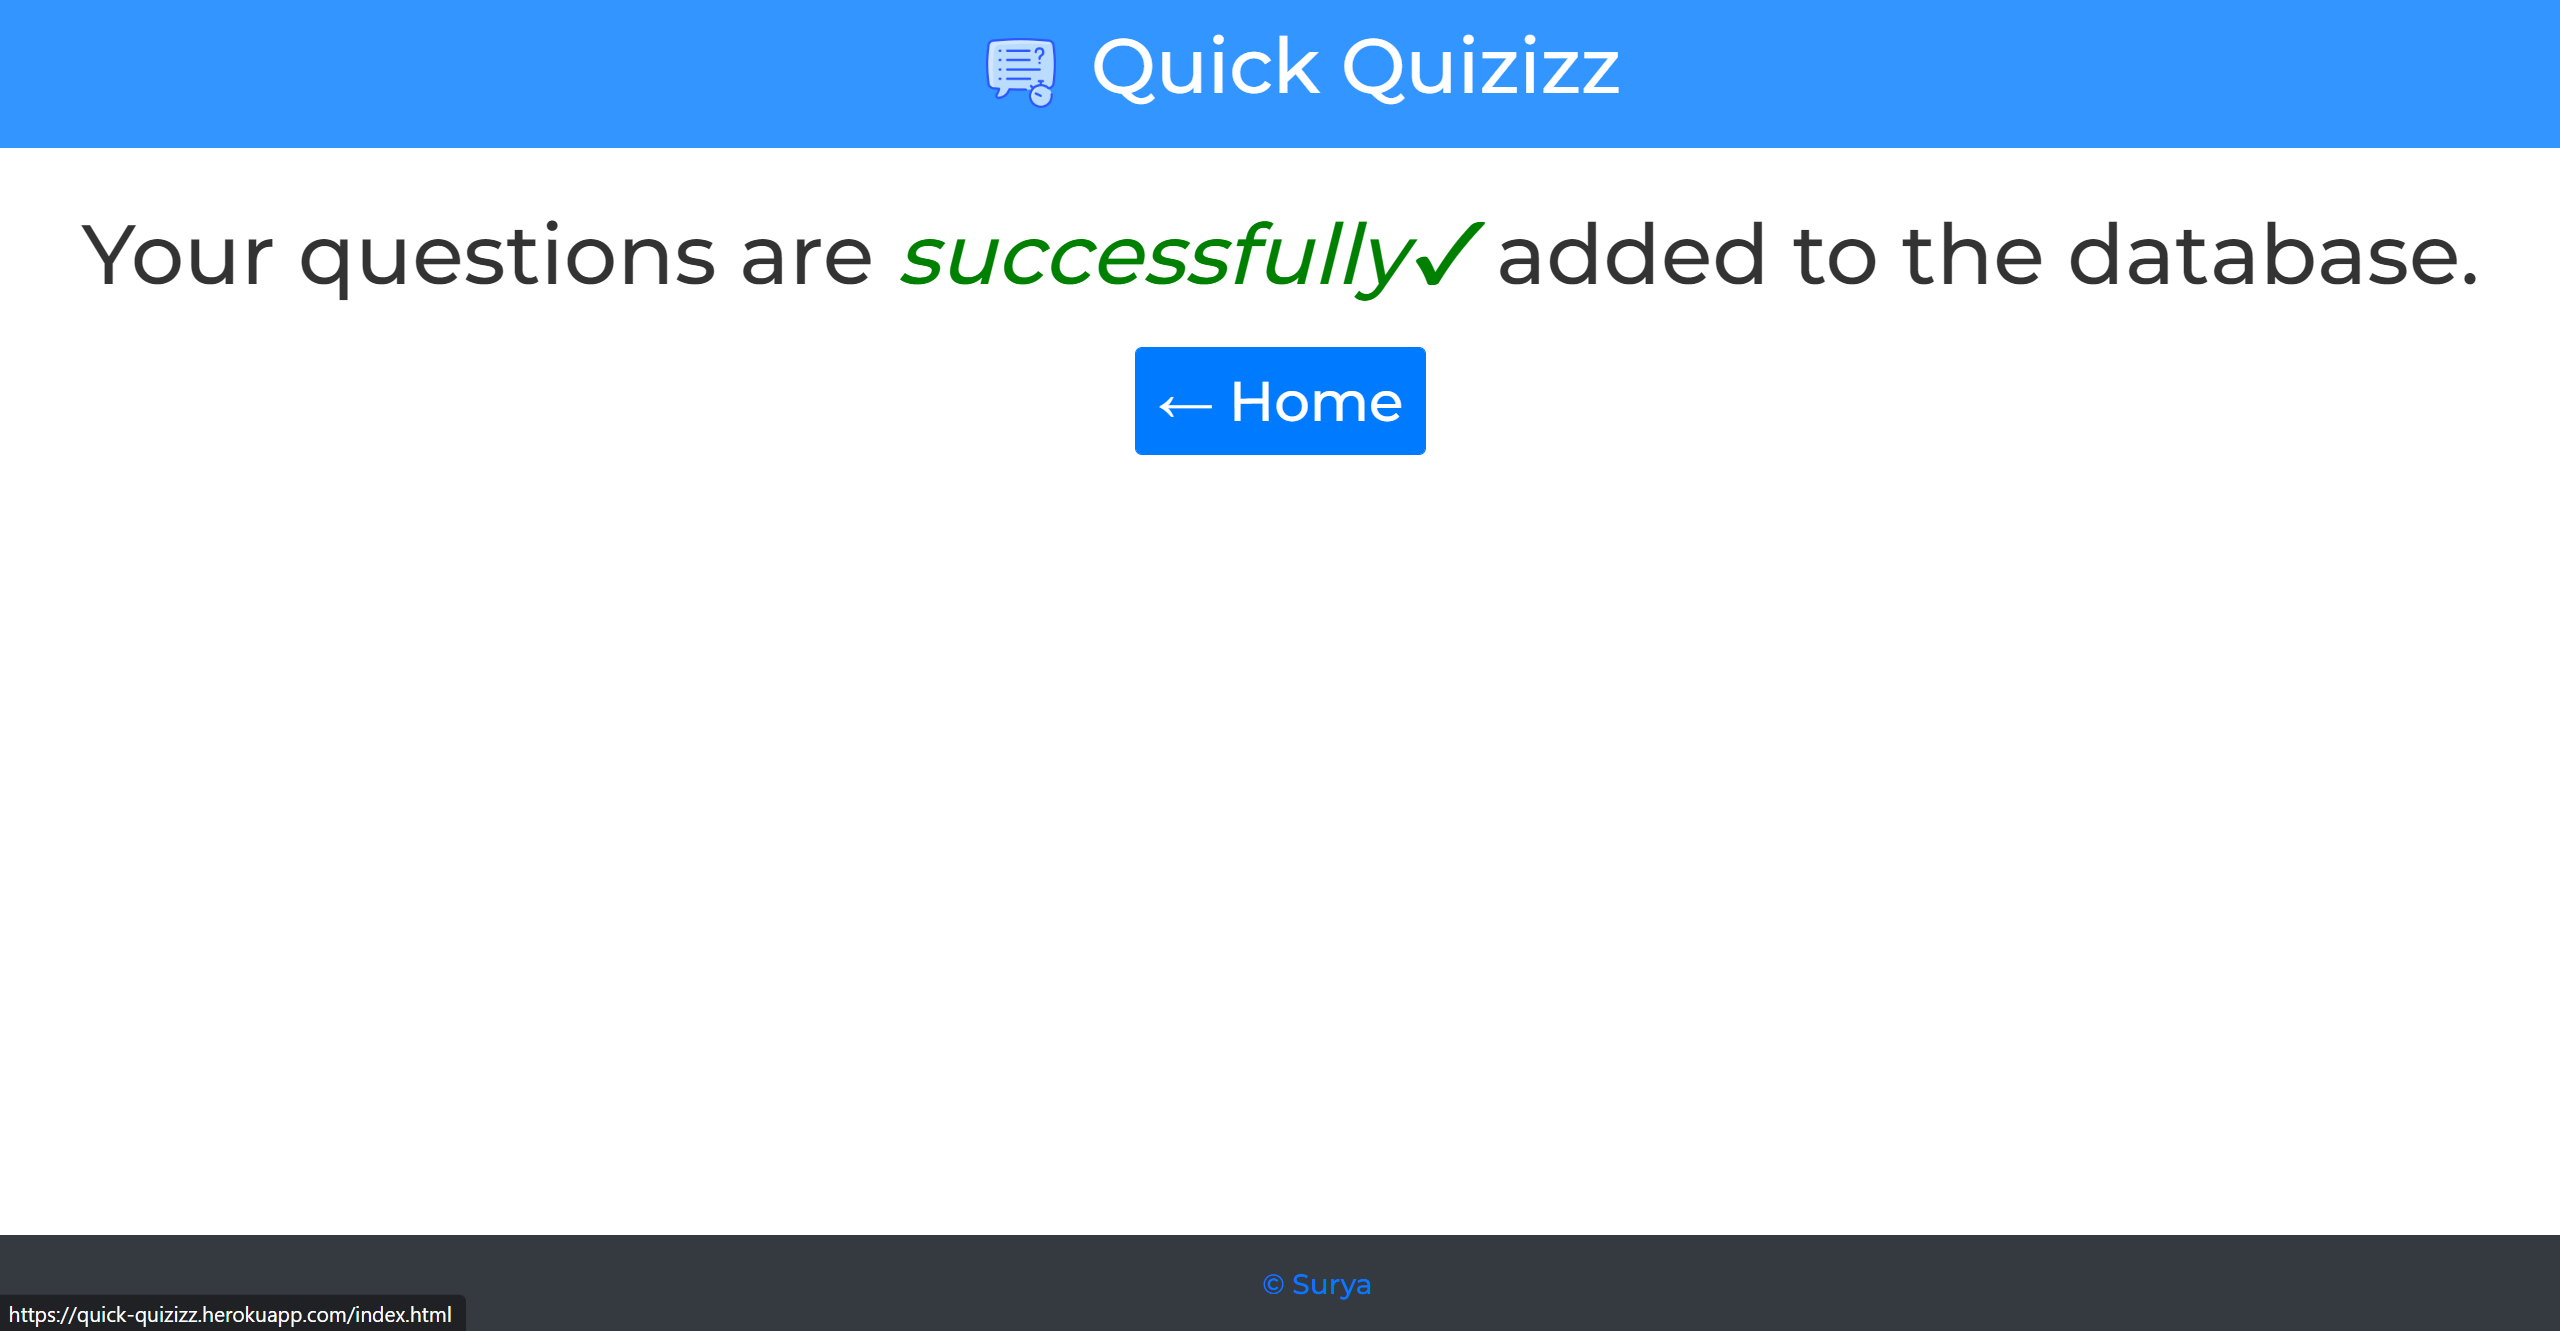 Quick Quizizz
Your questions are successfully✓ added to the database.
← Home
© Surya
https://quick-quizizz.herokuapp.com/index.html